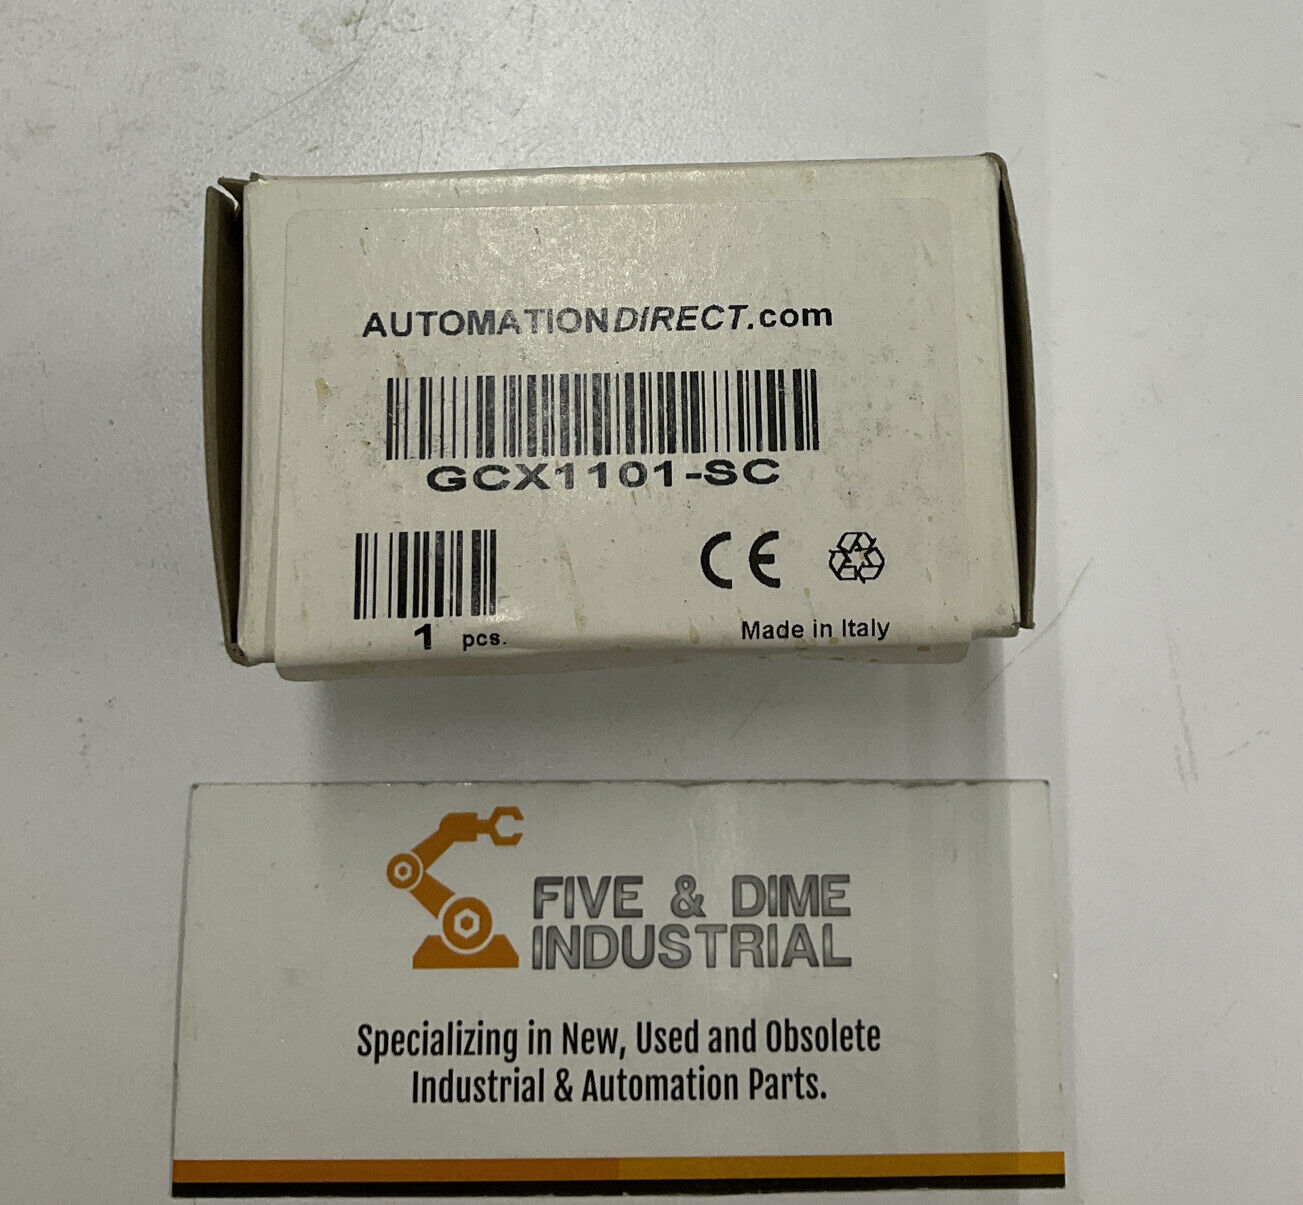 AUTOMATIONDIRECT.com
GCX1101-SC
CE
1 pcs.
Made in Italy
FIVE & DIME
INDUSTRIAL
Specializing in New, Used and Obsolete
Industrial & Automation Parts.